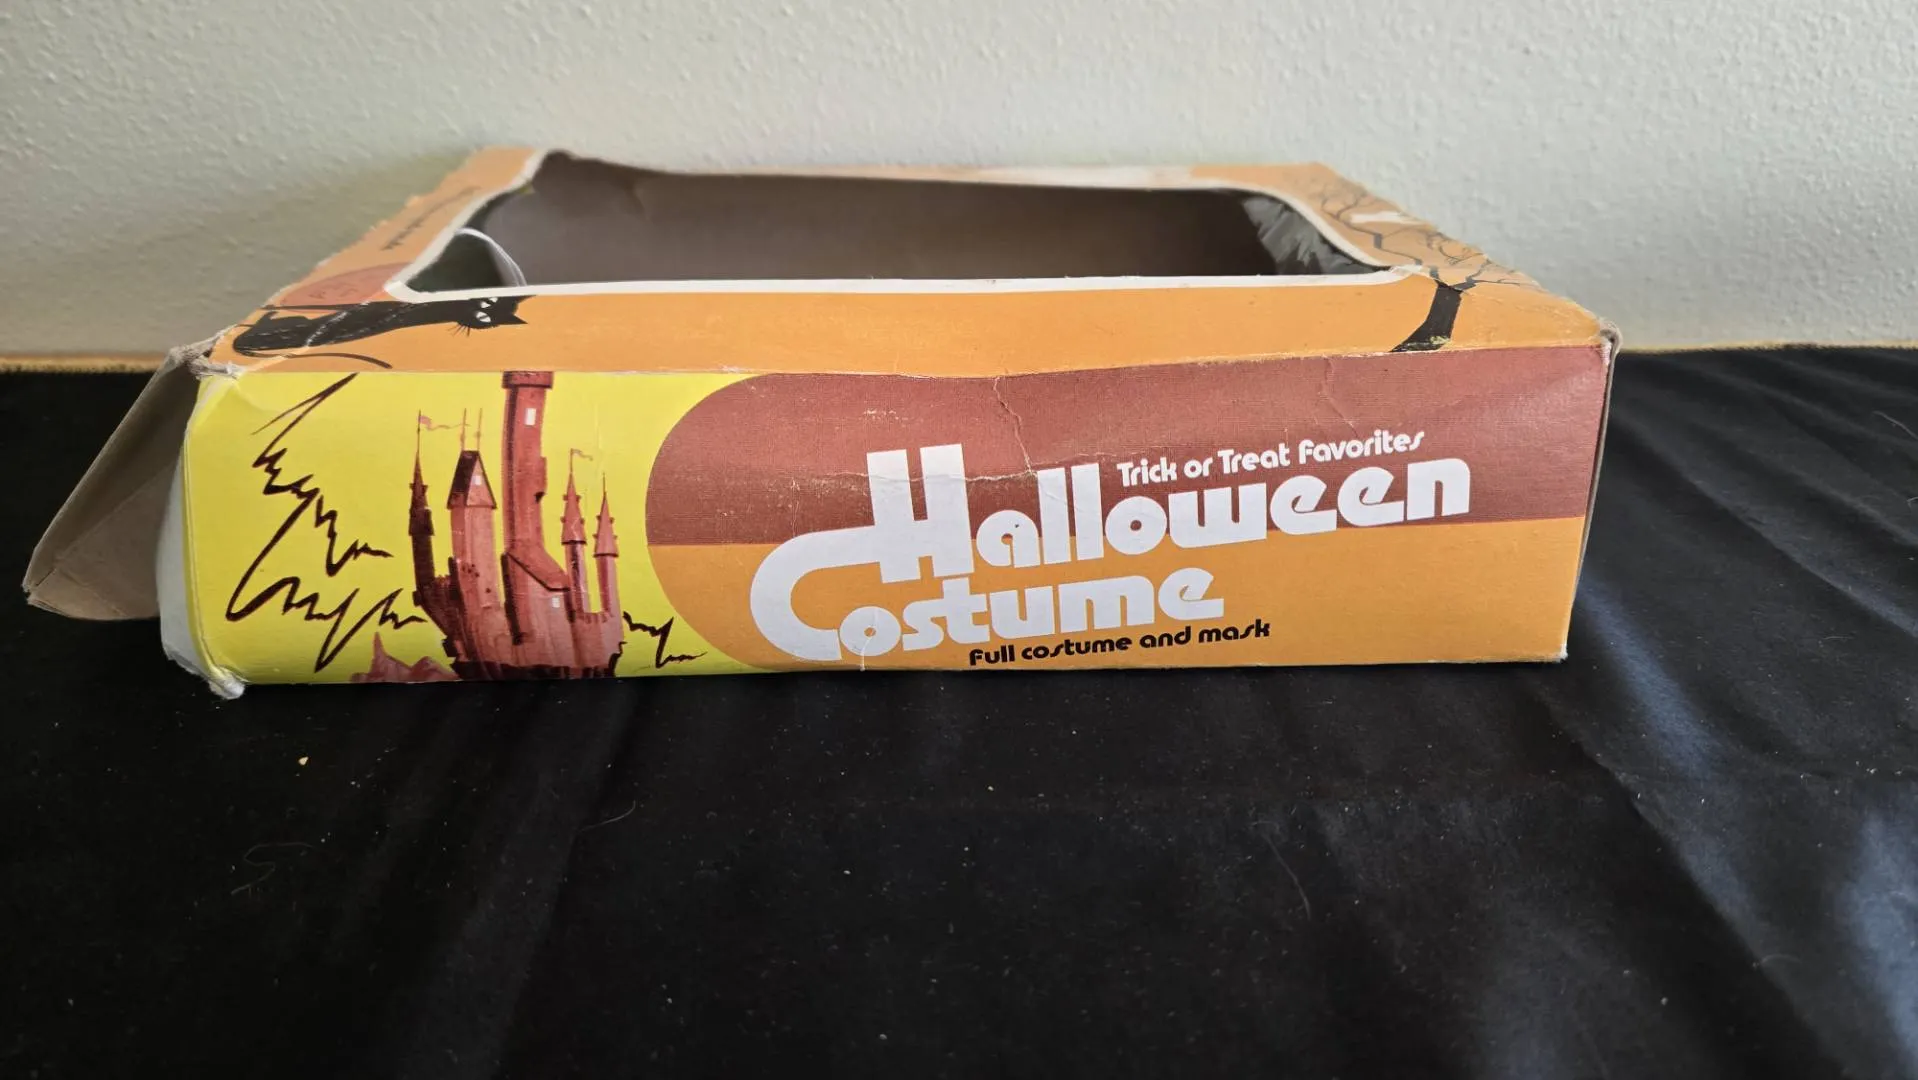 Trick or Treat Favorites
Halloween
Costume
Full costume and mask